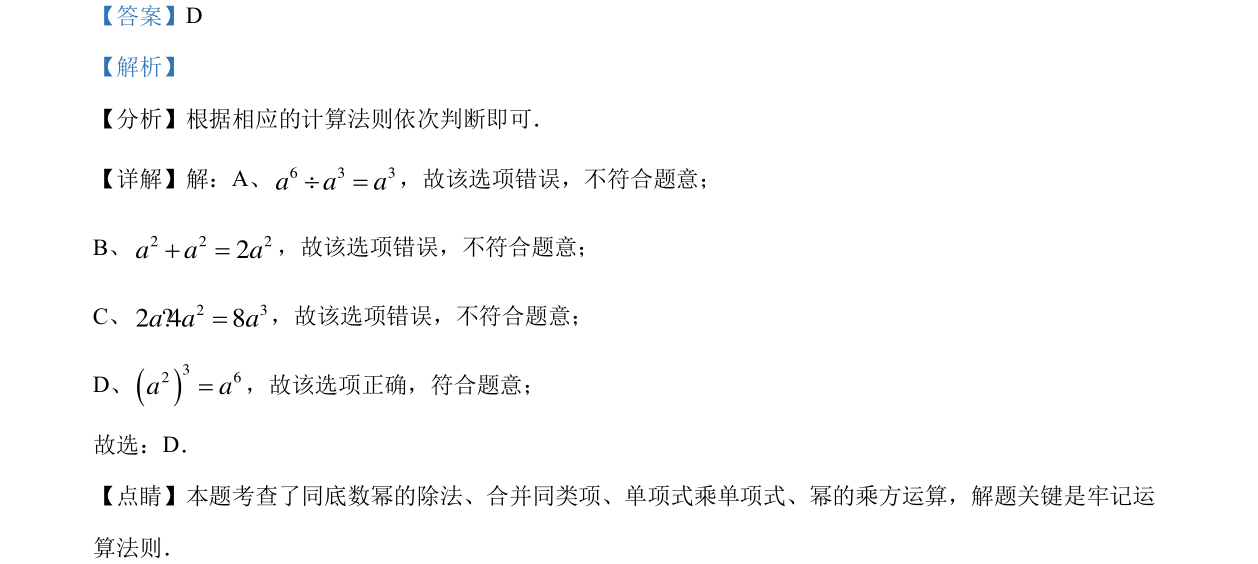 【答案】D
【解析】
【分析】根据相应的计算法则依次判断即可.
【详解】解：A、a⁶÷a³=a³，故该选项错误，不符合题意；
B、a²+a²=2a²，故该选项错误，不符合题意；
C、2a?4a²=8a³，故该选项错误，不符合题意；
D、(a²)³=a⁶，故该选项正确，符合题意；
故选：D.
【点睛】本题考查了同底数幂的除法、合并同类项、单项式乘单项式、幂的乘方运算，解题关键是牢记运
算法则.